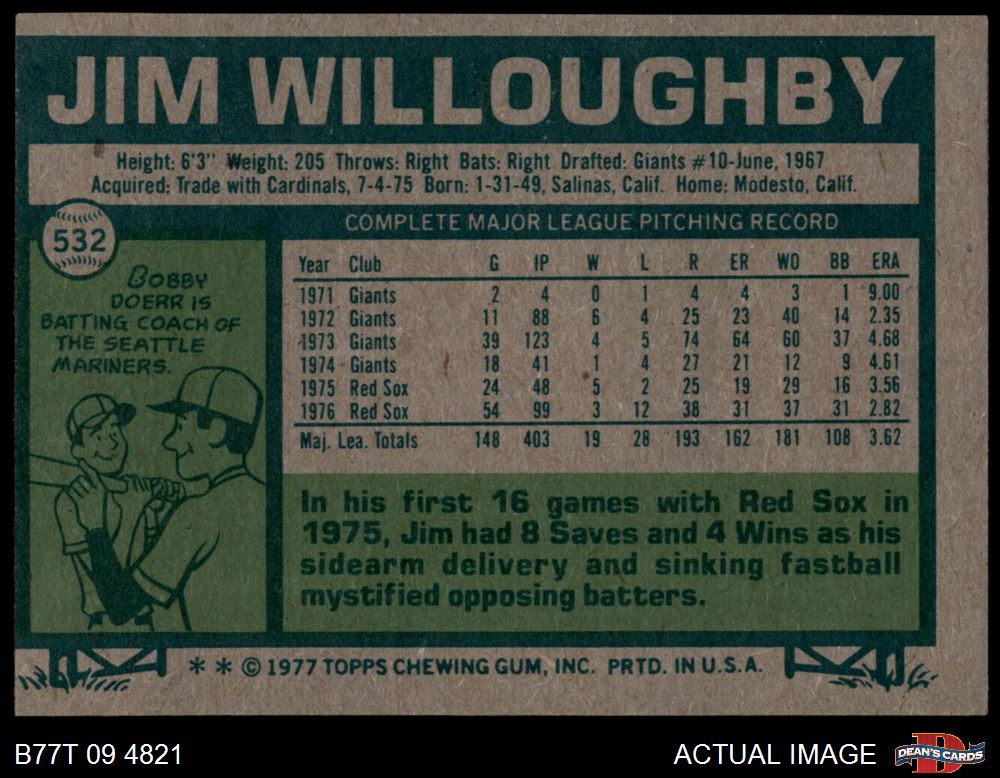 JIM WILLOUGHBY
Height: 6'3" Weight: 205 Throws: Right Bats: Right Drafted: Giants #10-June, 1967
Acquired: Trade with Cardinals, 7-4-75 Born: 1-31-49, Salinas, Calif. Home: Modesto, Calif.
532
BOBBY
DOERR IS
BATTING COACH OF
THE SEATTLE
MARINERS.
COMPLETE MAJOR LEAGUE PITCHING RECORD
Year Club G IP W L R ER WO BB ERA
1971 Giants 2 4 0 1 4 4 3 1 9.00
1972 Giants 11 88 6 4 25 23 40 14 2.35
1973 Giants 39 123 4 5 74 64 60 37 4.68
1974 Giants 18 41 1 4 27 21 12 9 4.61
1975 Red Sox 24 48 5 2 25 19 29 16 3.56
1976 Red Sox 54 99 3 12 38 31 37 31 2.82
Maj. Lea. Totals 148 403 19 28 193 162 181 108 3.62
In his first 16 games with Red Sox in
1975, Jim had 8 Saves and 4 Wins as his
sidearm delivery and sinking fastball
mystified opposing batters.
* * © 1977 TOPPS CHEWING GUM, INC. PRTD. IN U.S.A.
B77T 09 4821
ACTUAL IMAGE
DEAN'S CARDS